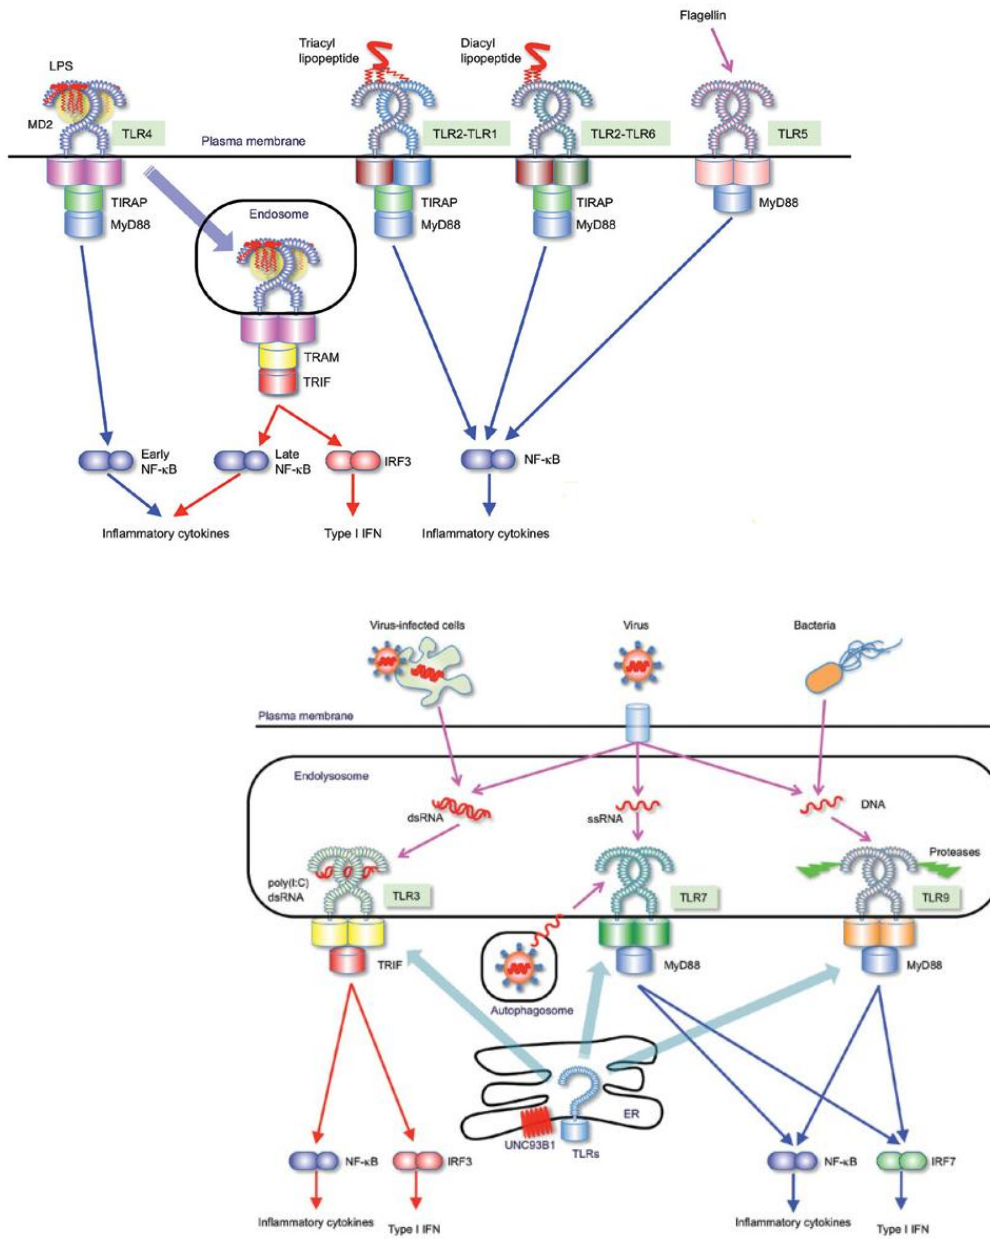 Flagellin
Triacyl
lipopeptide
Diacyl
lipopeptide
LPS
MD2
TLR4
Plasma membrane
TLR2-TLR1
TLR2-TLR6
TLR5
TIRAP
MyD88
Endosome
TIRAP
MyD88
TIRAP
MyD88
MyD88
TRAM
TRIF
Early
NF-κB
Late
NF-κB
IRF3
NF-κB
Inflammatory cytokines
Type I IFN
Inflammatory cytokines
Virus-infected cells
Virus
Bacteria
Plasma membrane
Endolysosome
dsRNA
ssRNA
DNA
Proteases
poly(I:C)
dsRNA
TLR3
TLR7
TLR9
TRIF
MyD88
MyD88
Autophagosome
ER
UNC93B1
TLRs
NF-κB
IRF3
NF-κB
IRF7
Inflammatory cytokines
Type I IFN
Inflammatory cytokines
Type I IFN